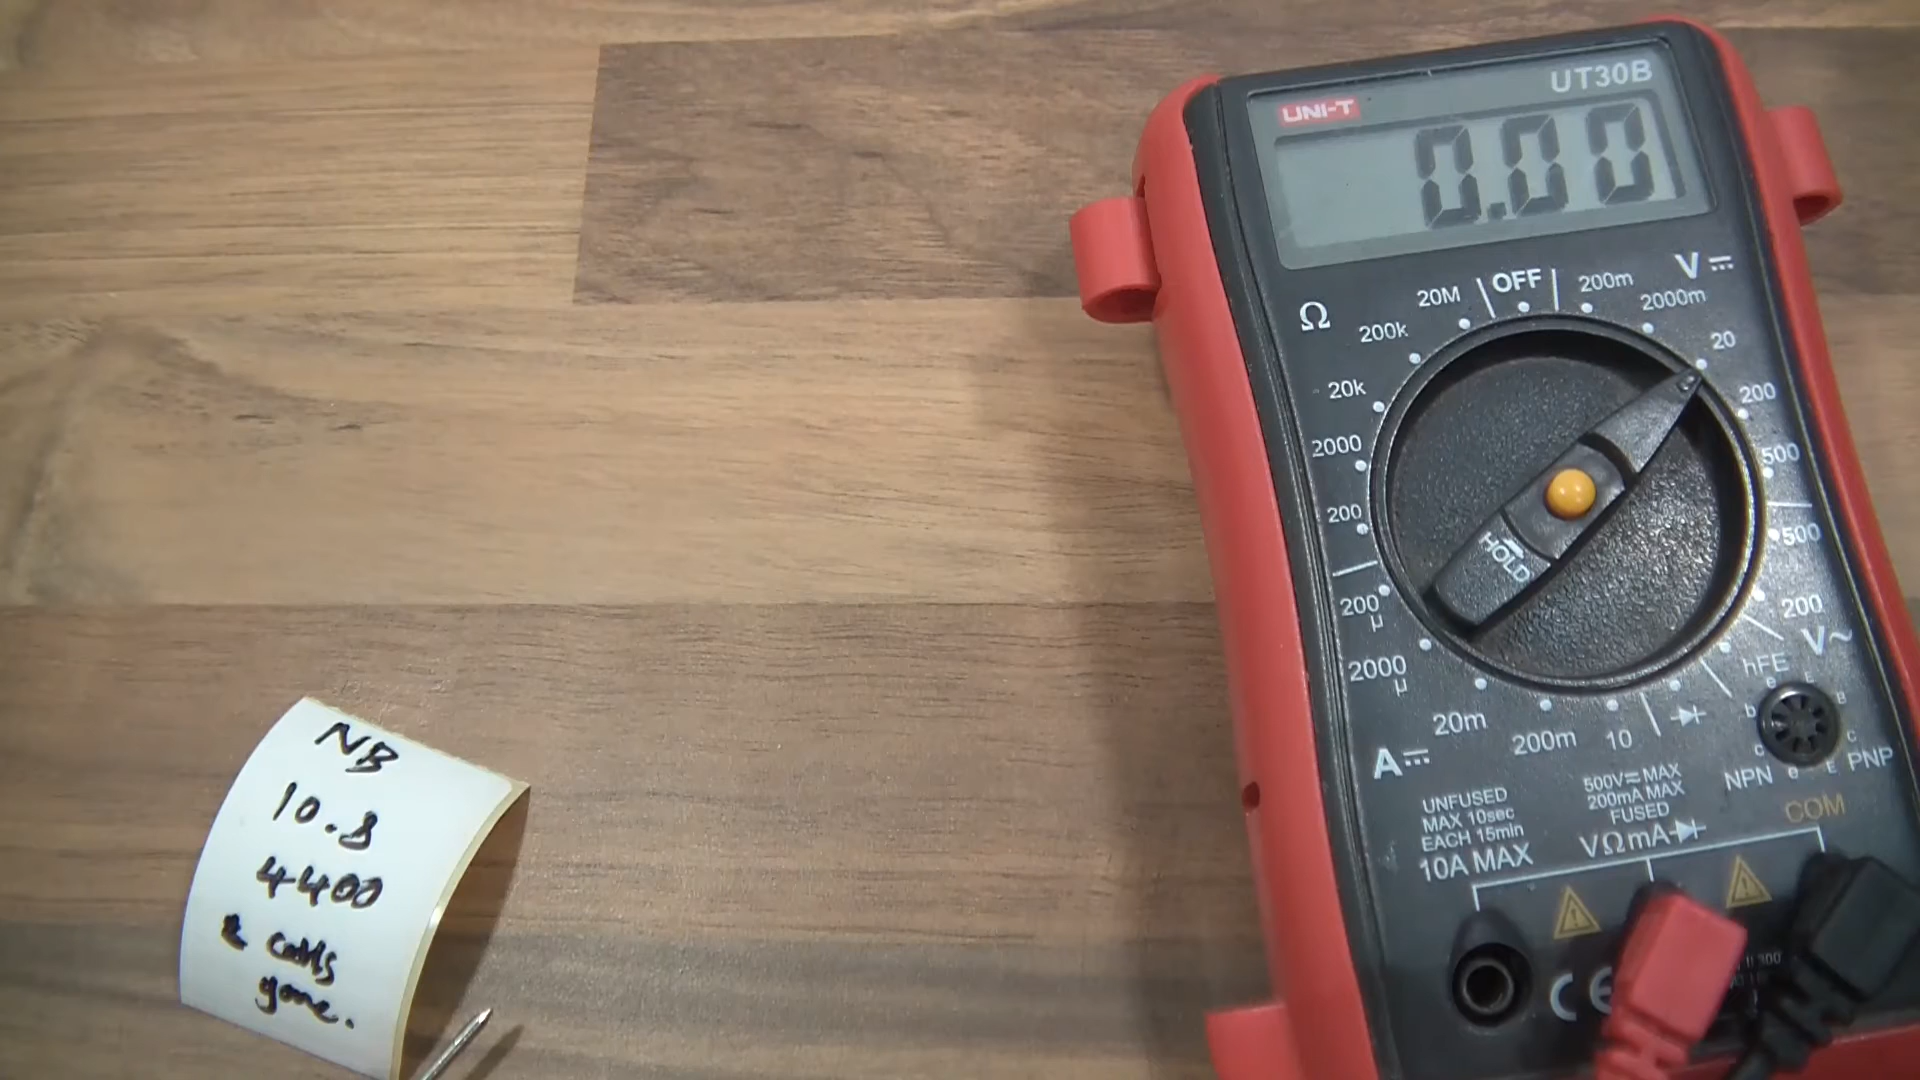 NB
10.8
4400
& cells
gone.
UNI-T
UT30B
0.00
OFF
V
200m
2000m
20
200
500
500
200
V~
hFE
Ω
20M
200k
20k
2000
200
200
μ
2000
μ
20m
200m
10
A
HOLD
NPN
PNP
b
e
c
E
B
c
e
E
UNFUSED
MAX 10sec
EACH 15min
10A MAX
500V MAX
200mA MAX
FUSED
VΩmA
COM
CE